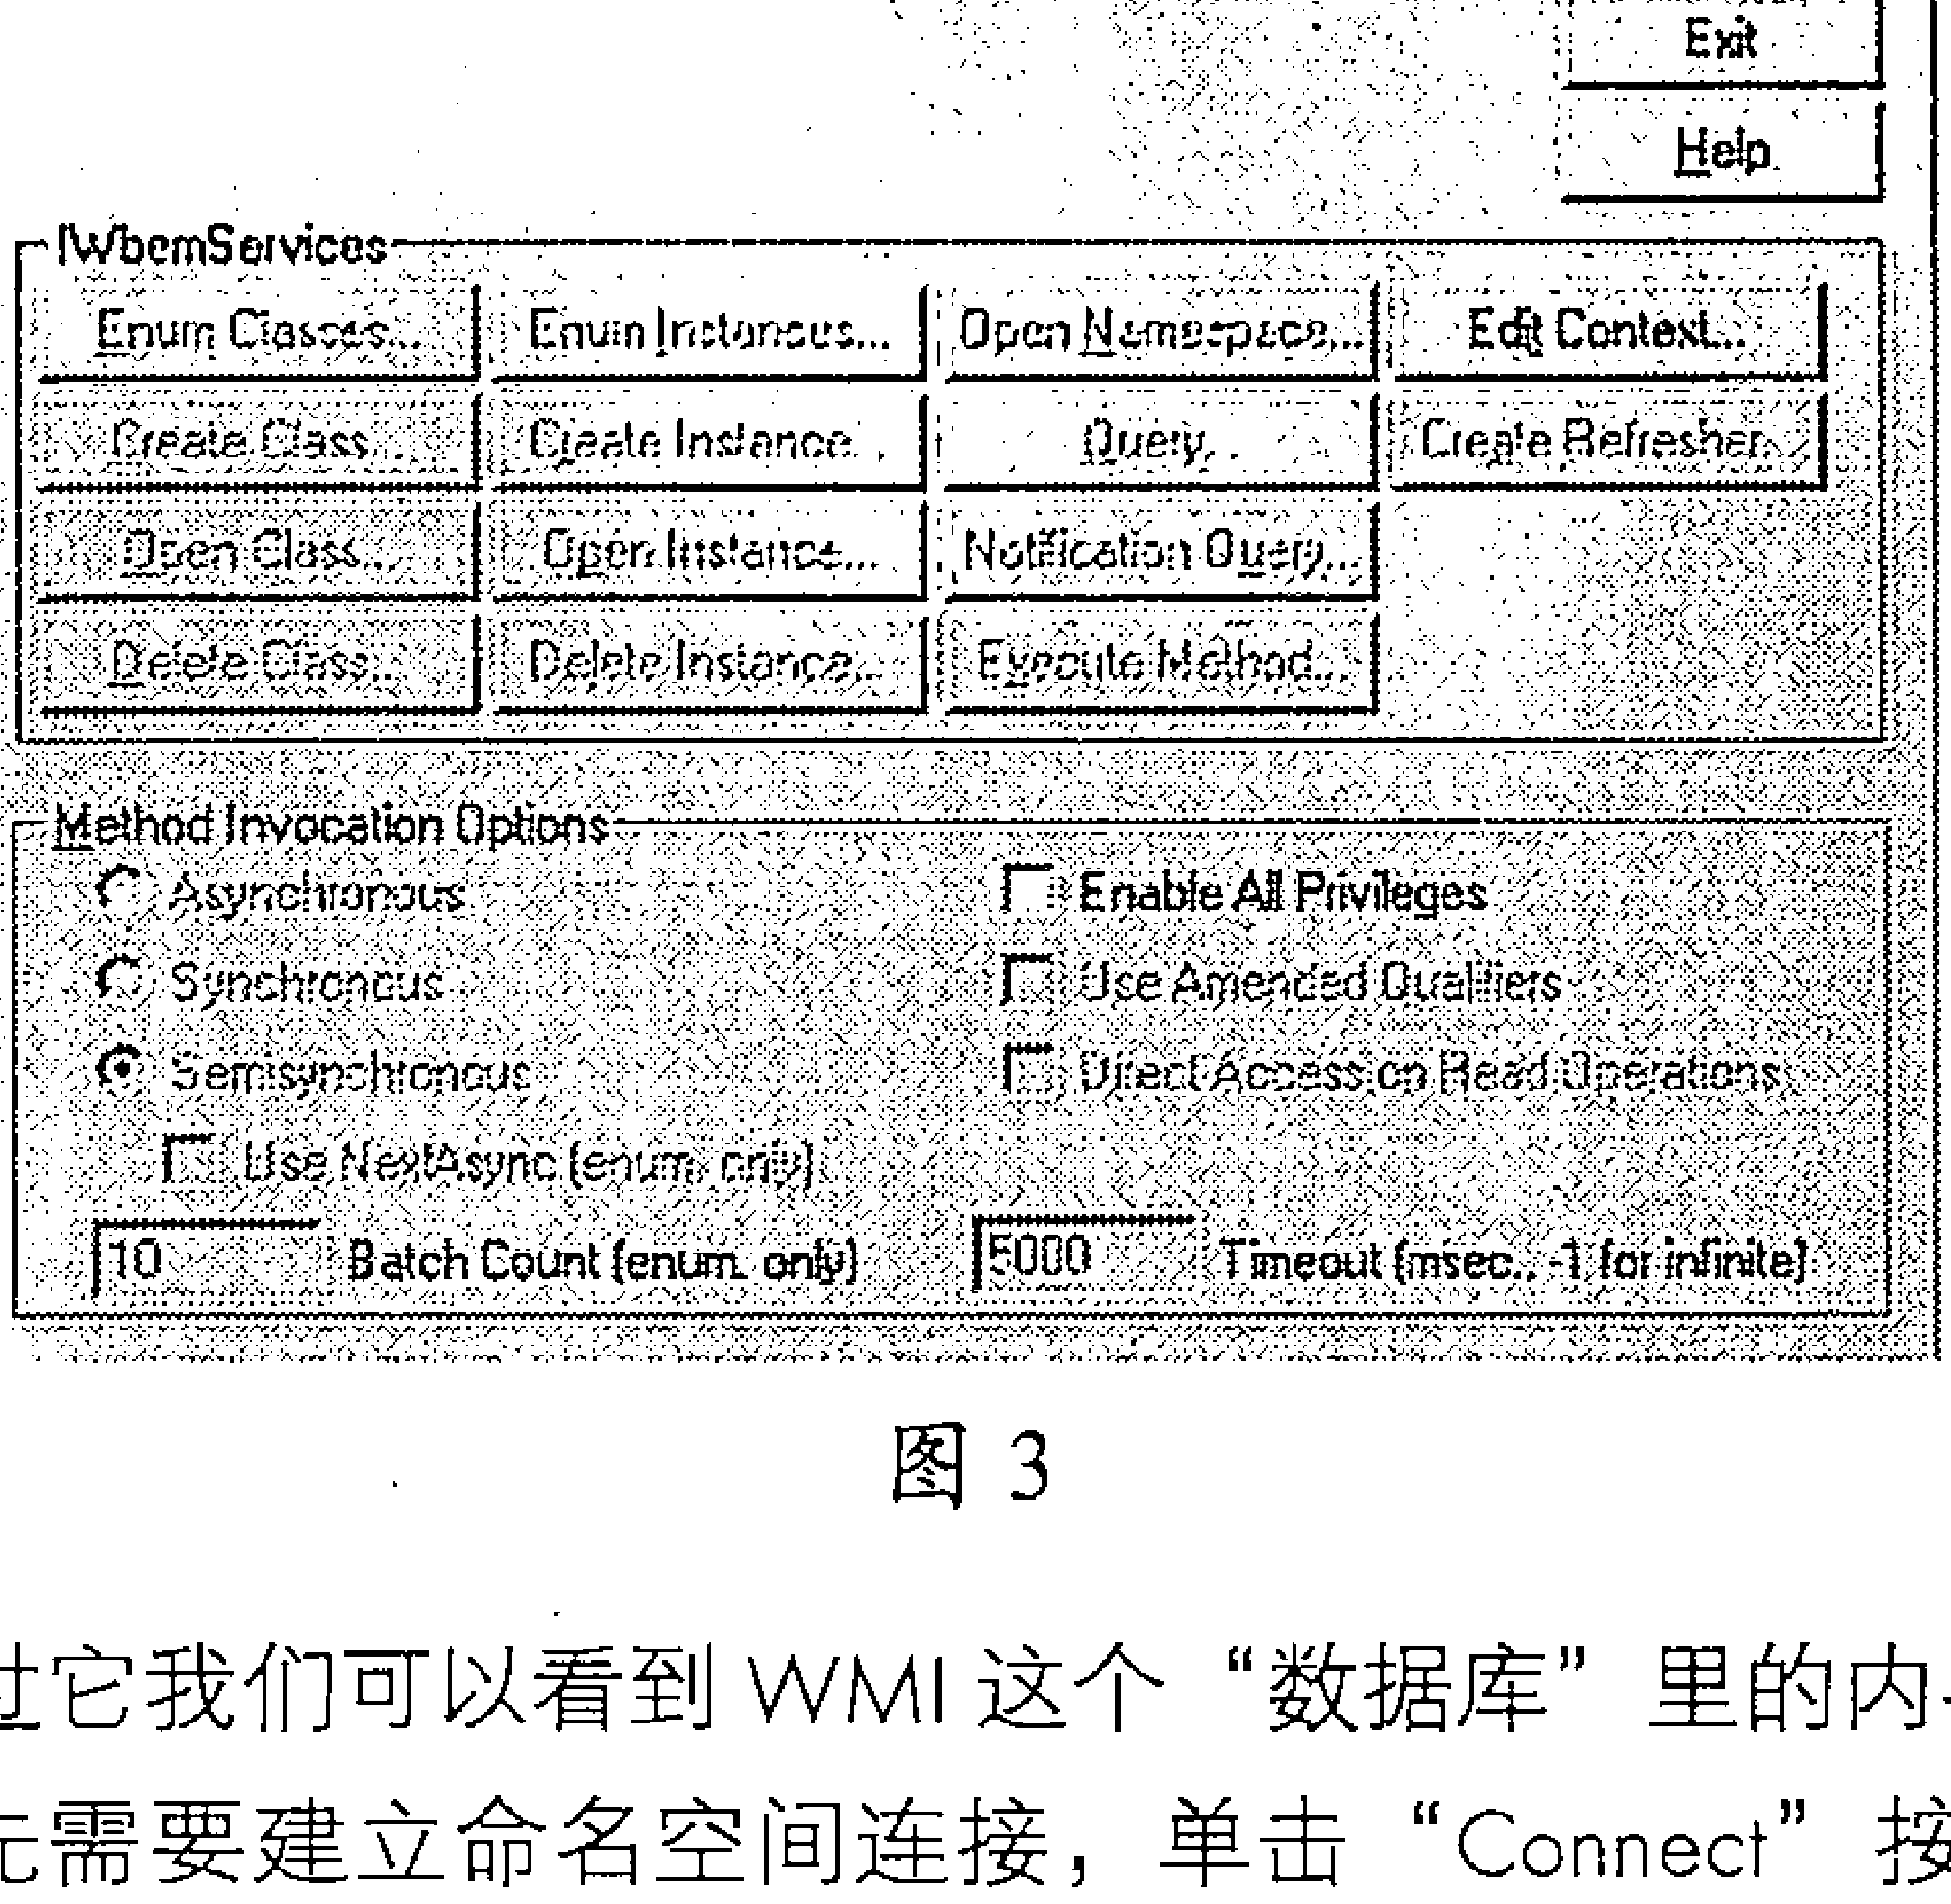 Exit
Help
IWbemServices
Enum Classes... Enum Instances... Open Namespace... Edit Context...
Create Class... Create Instance... Query... Create Refresher...
Open Class... Open Instance... Notification Query...
Delete Class... Delete Instance... Execute Method...
Method Invocation Options
Asynchronous Enable All Privileges
Synchronous Use Amended Qualifiers
Semisynchronous Direct Access on Read Operations
Use NextAsync (enum. only)
10 Batch Count (enum. only) 5000 Timeout (msec., -1 for infinite)
图 3
过它我们可以看到 WMI 这个“数据库”里的内
需要建立命名空间连接，单击“Connect”按